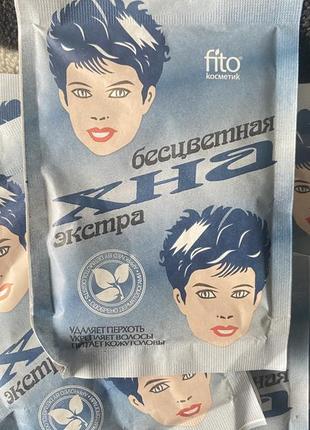 fito
косметик
бесцветная
хна
экстра
УДАЛЯЕТ ПЕРХОТЬ
УКРЕПЛЯЕТ ВОЛОСЫ
ПИТАЕТ КОЖУ ГОЛОВЫ